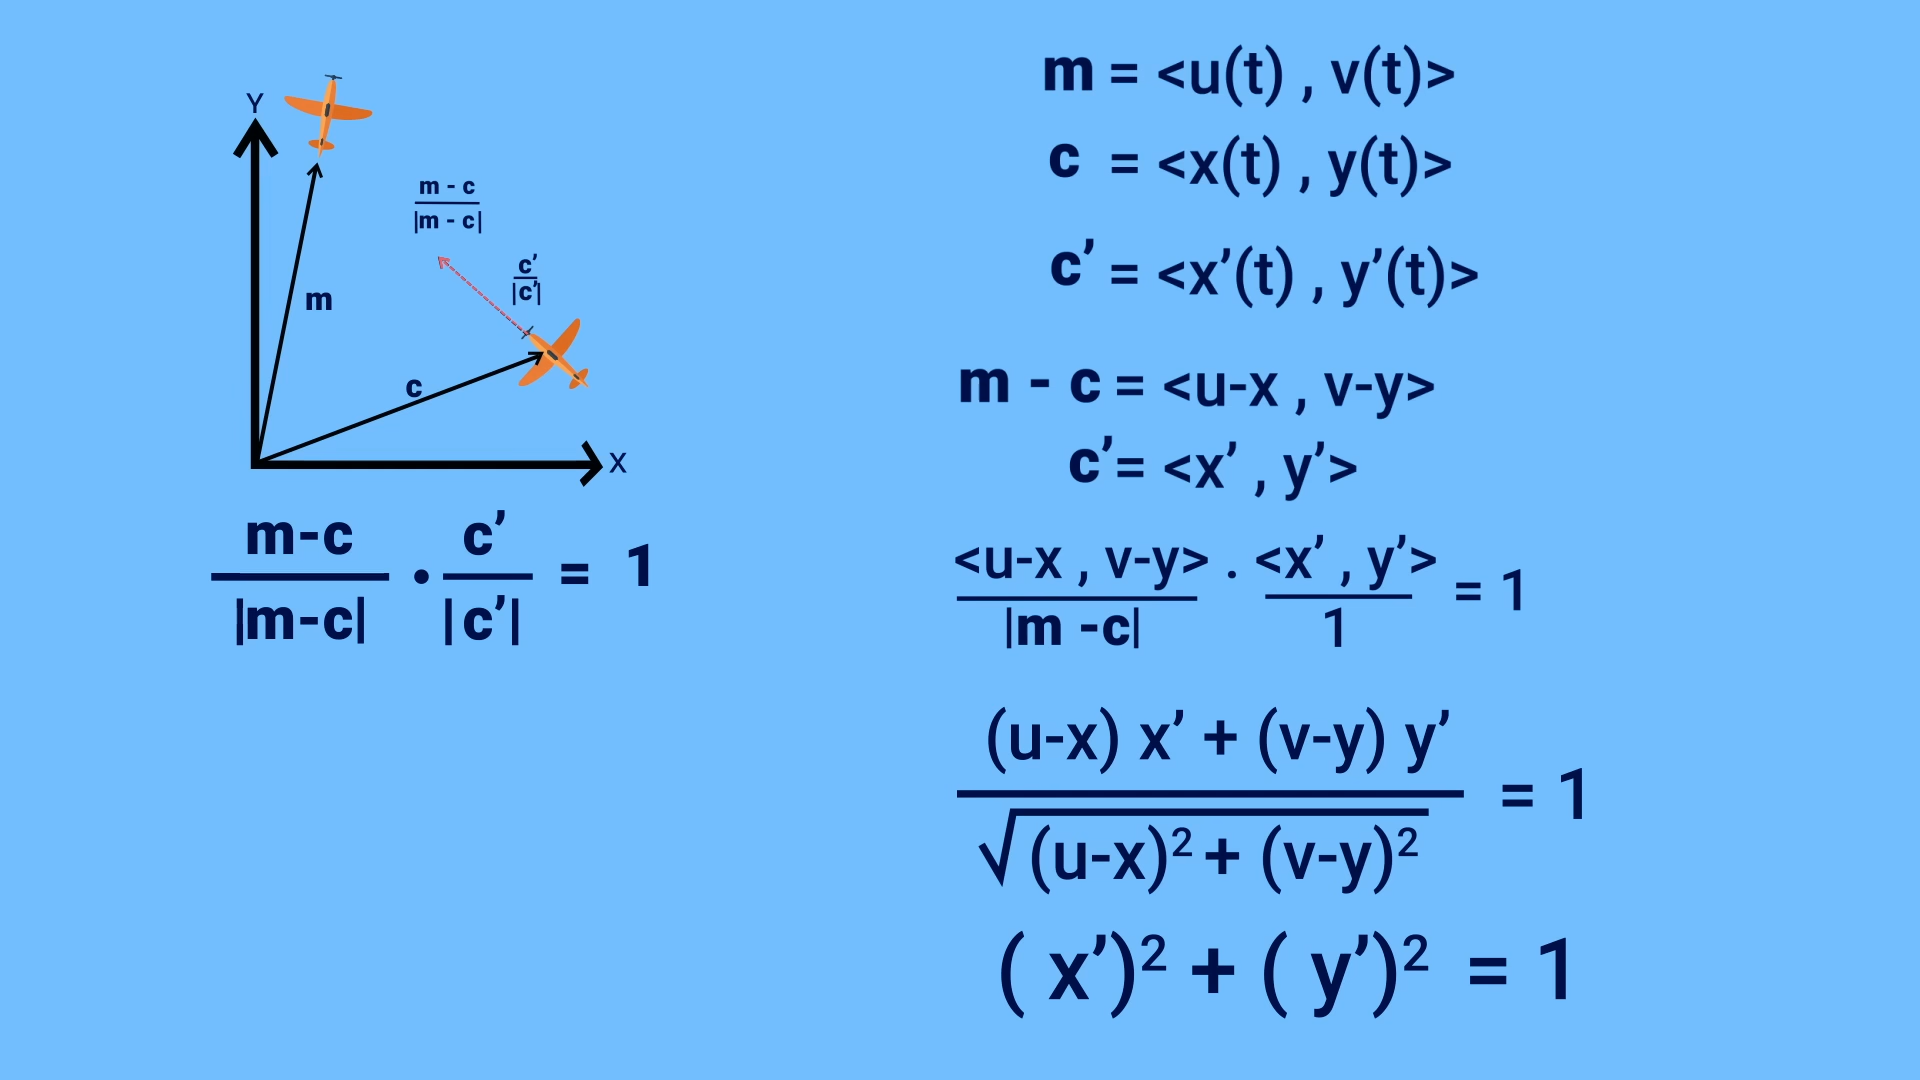 Y
m - c
|m - c|
c’
|c’|
m
c
X
m-c
|m-c|
• c’
|c’|
= 1
m = <u(t) , v(t)>
c = <x(t) , y(t)>
c’ = <x’(t) , y’(t)>
m - c = <u-x , v-y>
c’= <x’ , y’>
<u-x , v-y> . <x’ , y’>
|m -c| 1
= 1
(u-x) x’ + (v-y) y’
√(u-x)² + (v-y)²
= 1
( x’)² + ( y’)² = 1